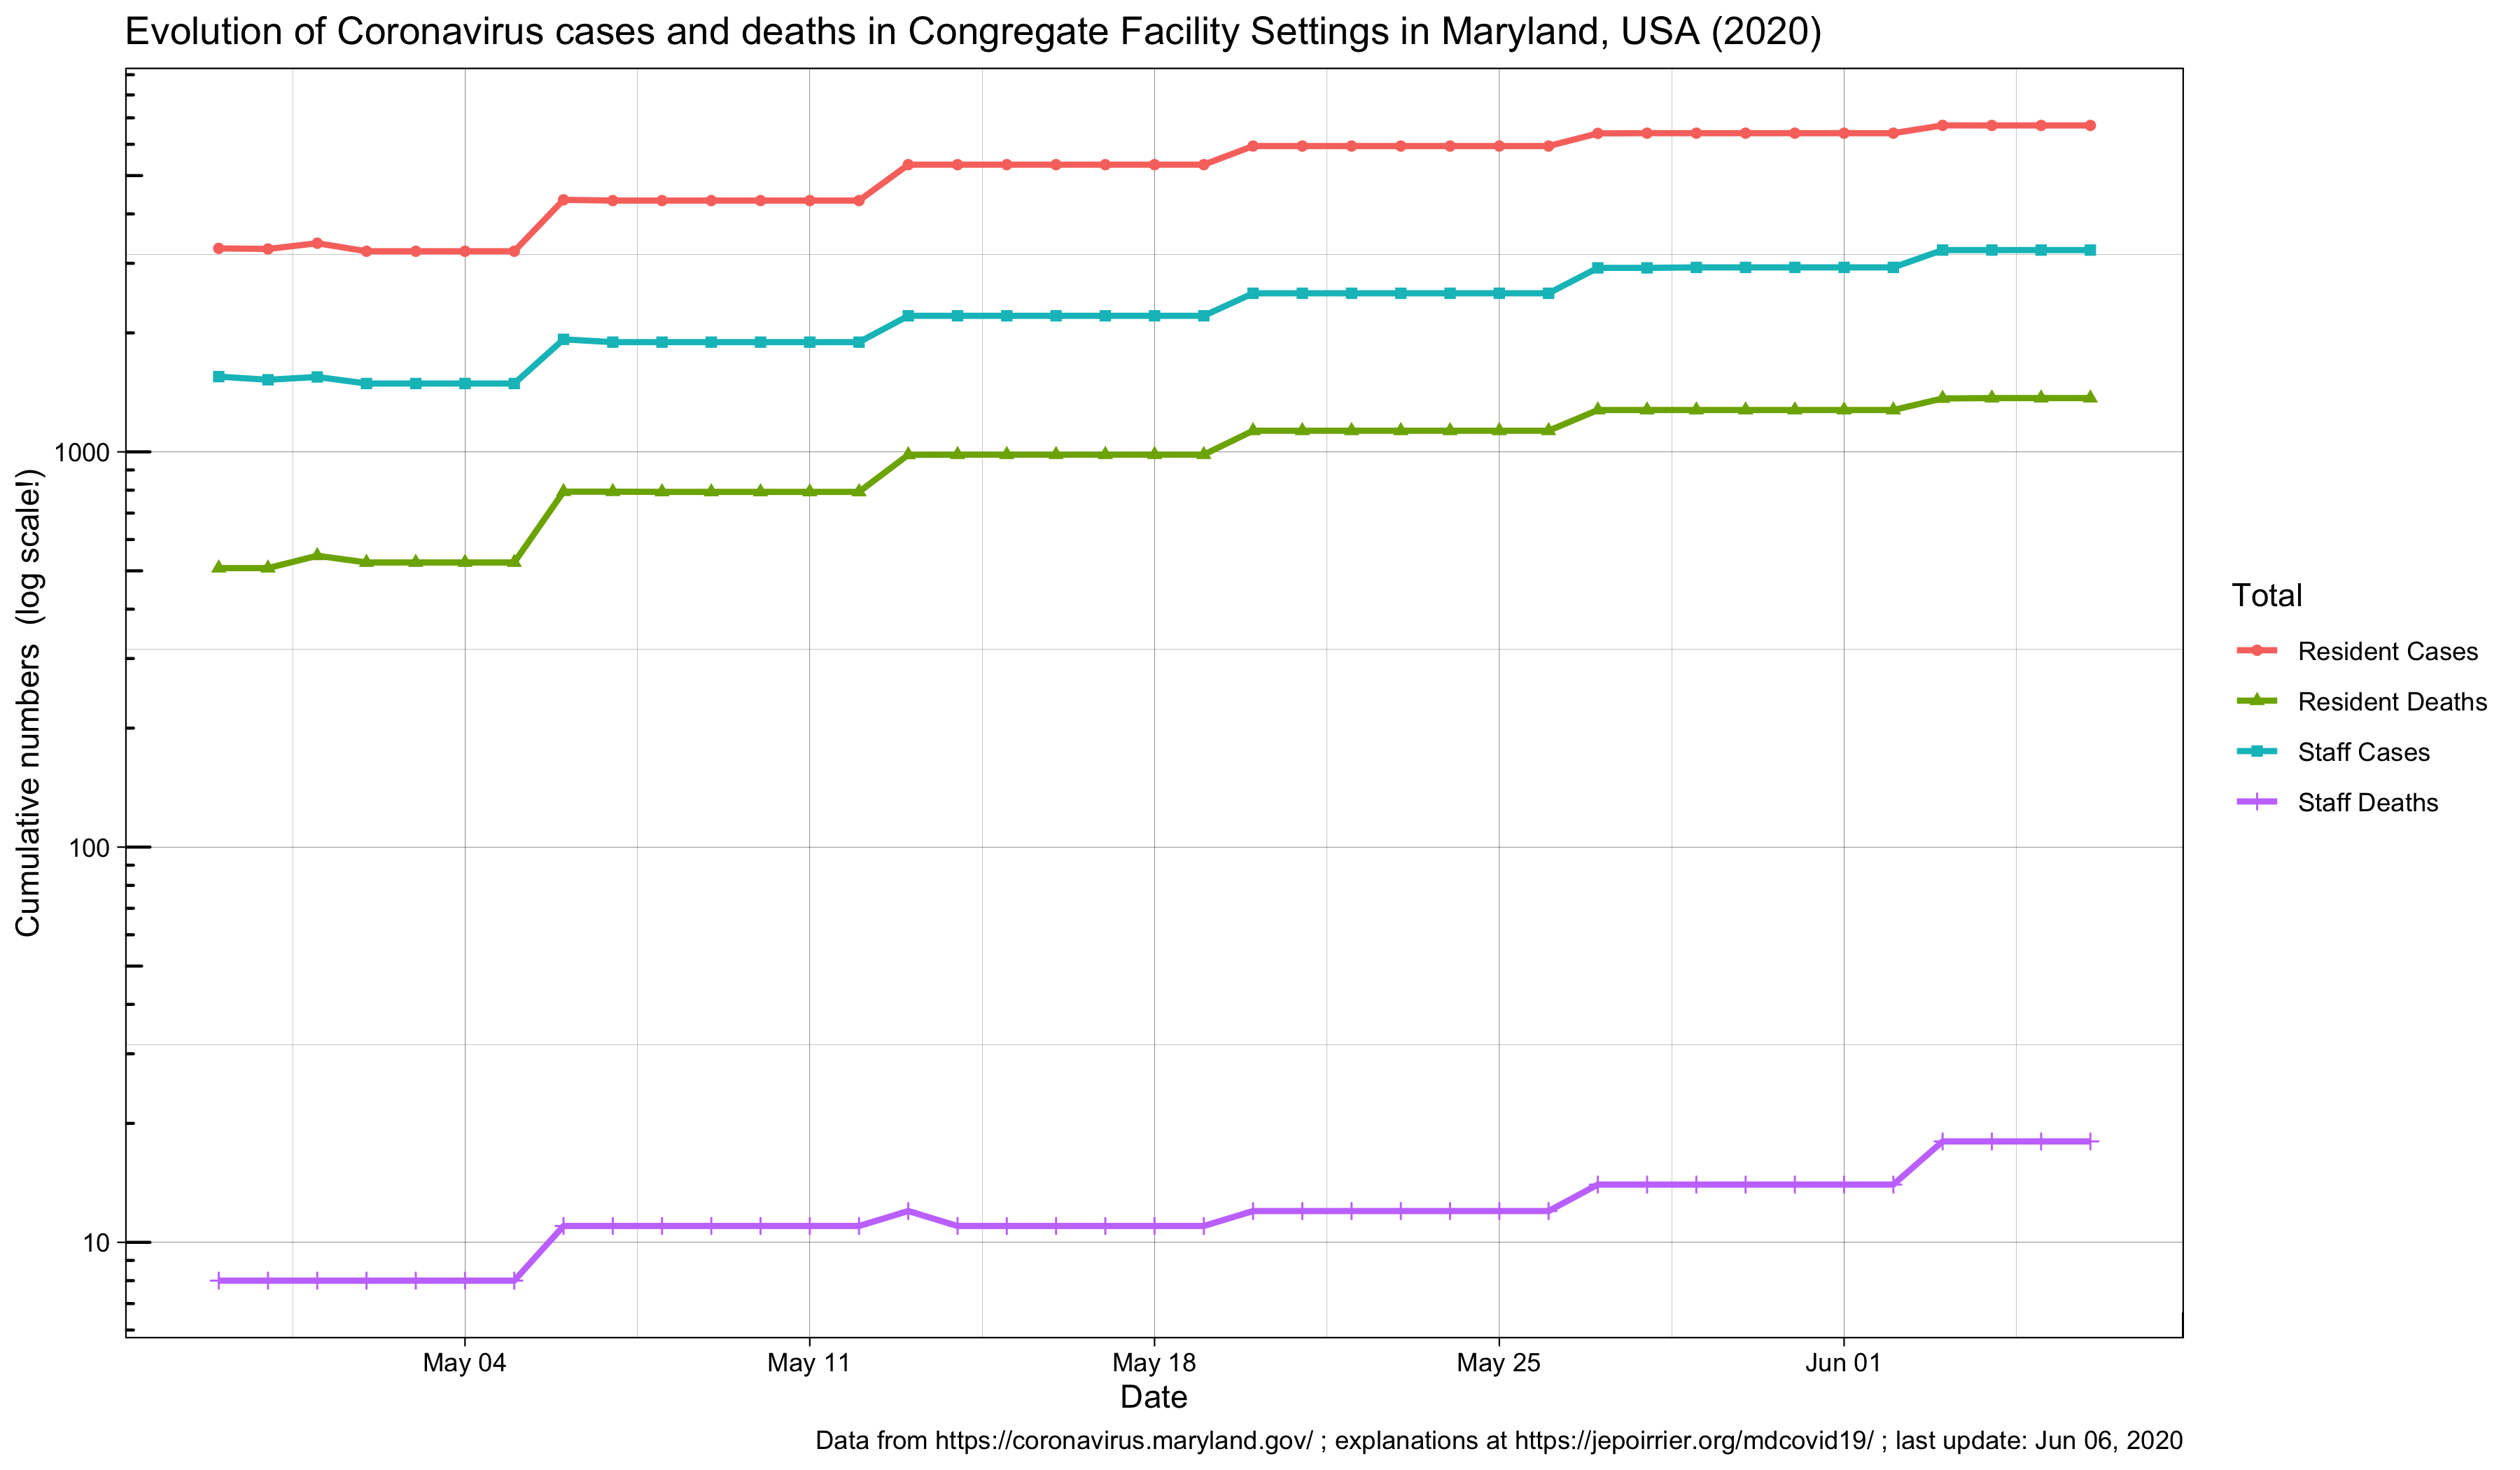 Evolution of Coronavirus cases and deaths in Congregate Facility Settings in Maryland, USA (2020)
Cumulative numbers  (log scale!)
1000
100
10
May 04
May 11
May 18
May 25
Jun 01
Date
Total
Resident Cases
Resident Deaths
Staff Cases
Staff Deaths
Data from https://coronavirus.maryland.gov/ ; explanations at https://jepoirrier.org/mdcovid19/ ; last update: Jun 06, 2020